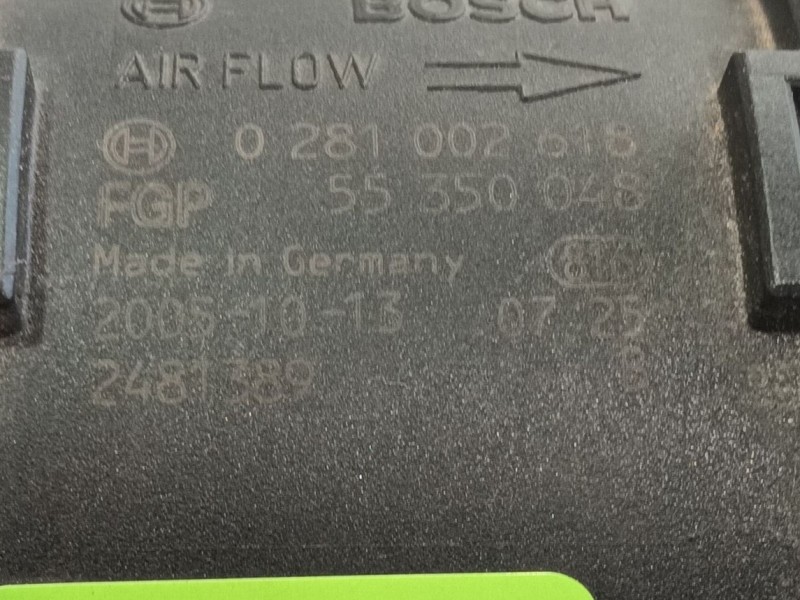 BOSCH
AIR FLOW
0 281 002 618
FGP 55 350 048
Made in Germany
2005-10-13 07:25
2481389